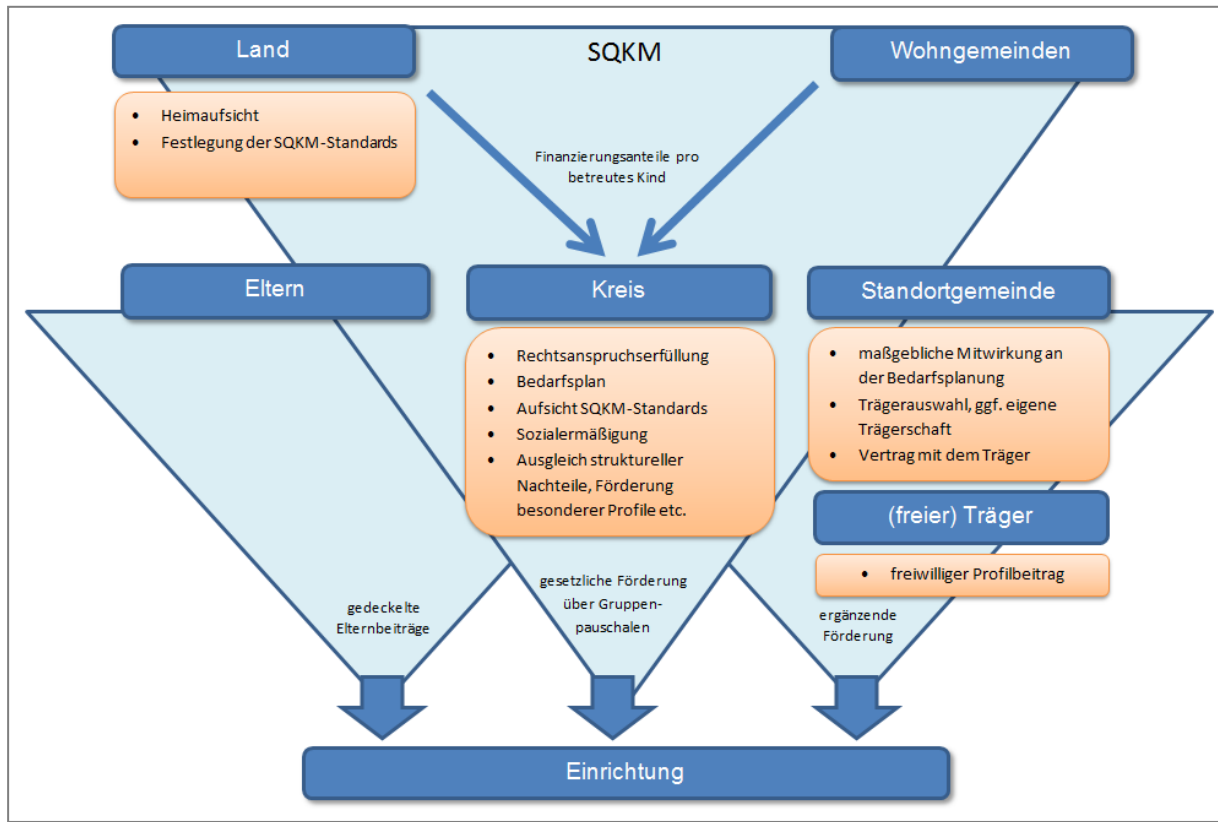 Land
SQKM
Wohngemeinden
• Heimaufsicht
• Festlegung der SQKM-Standards
Finanzierungsanteile pro
betreutes Kind
Eltern
Kreis
Standortgemeinde
• Rechtsanspruchserfüllung
• Bedarfsplan
• Aufsicht SQKM-Standards
• Sozialermäßigung
• Ausgleich struktureller
Nachteile, Förderung
besonderer Profile etc.
• maßgebliche Mitwirkung an
der Bedarfsplanung
• Trägerauswahl, ggf. eigene
Trägerschaft
• Vertrag mit dem Träger
(freier) Träger
• freiwilliger Profilbeitrag
gedeckelte
Elternbeiträge
gesetzliche Förderung
über Gruppen-
pauschalen
ergänzende
Förderung
Einrichtung